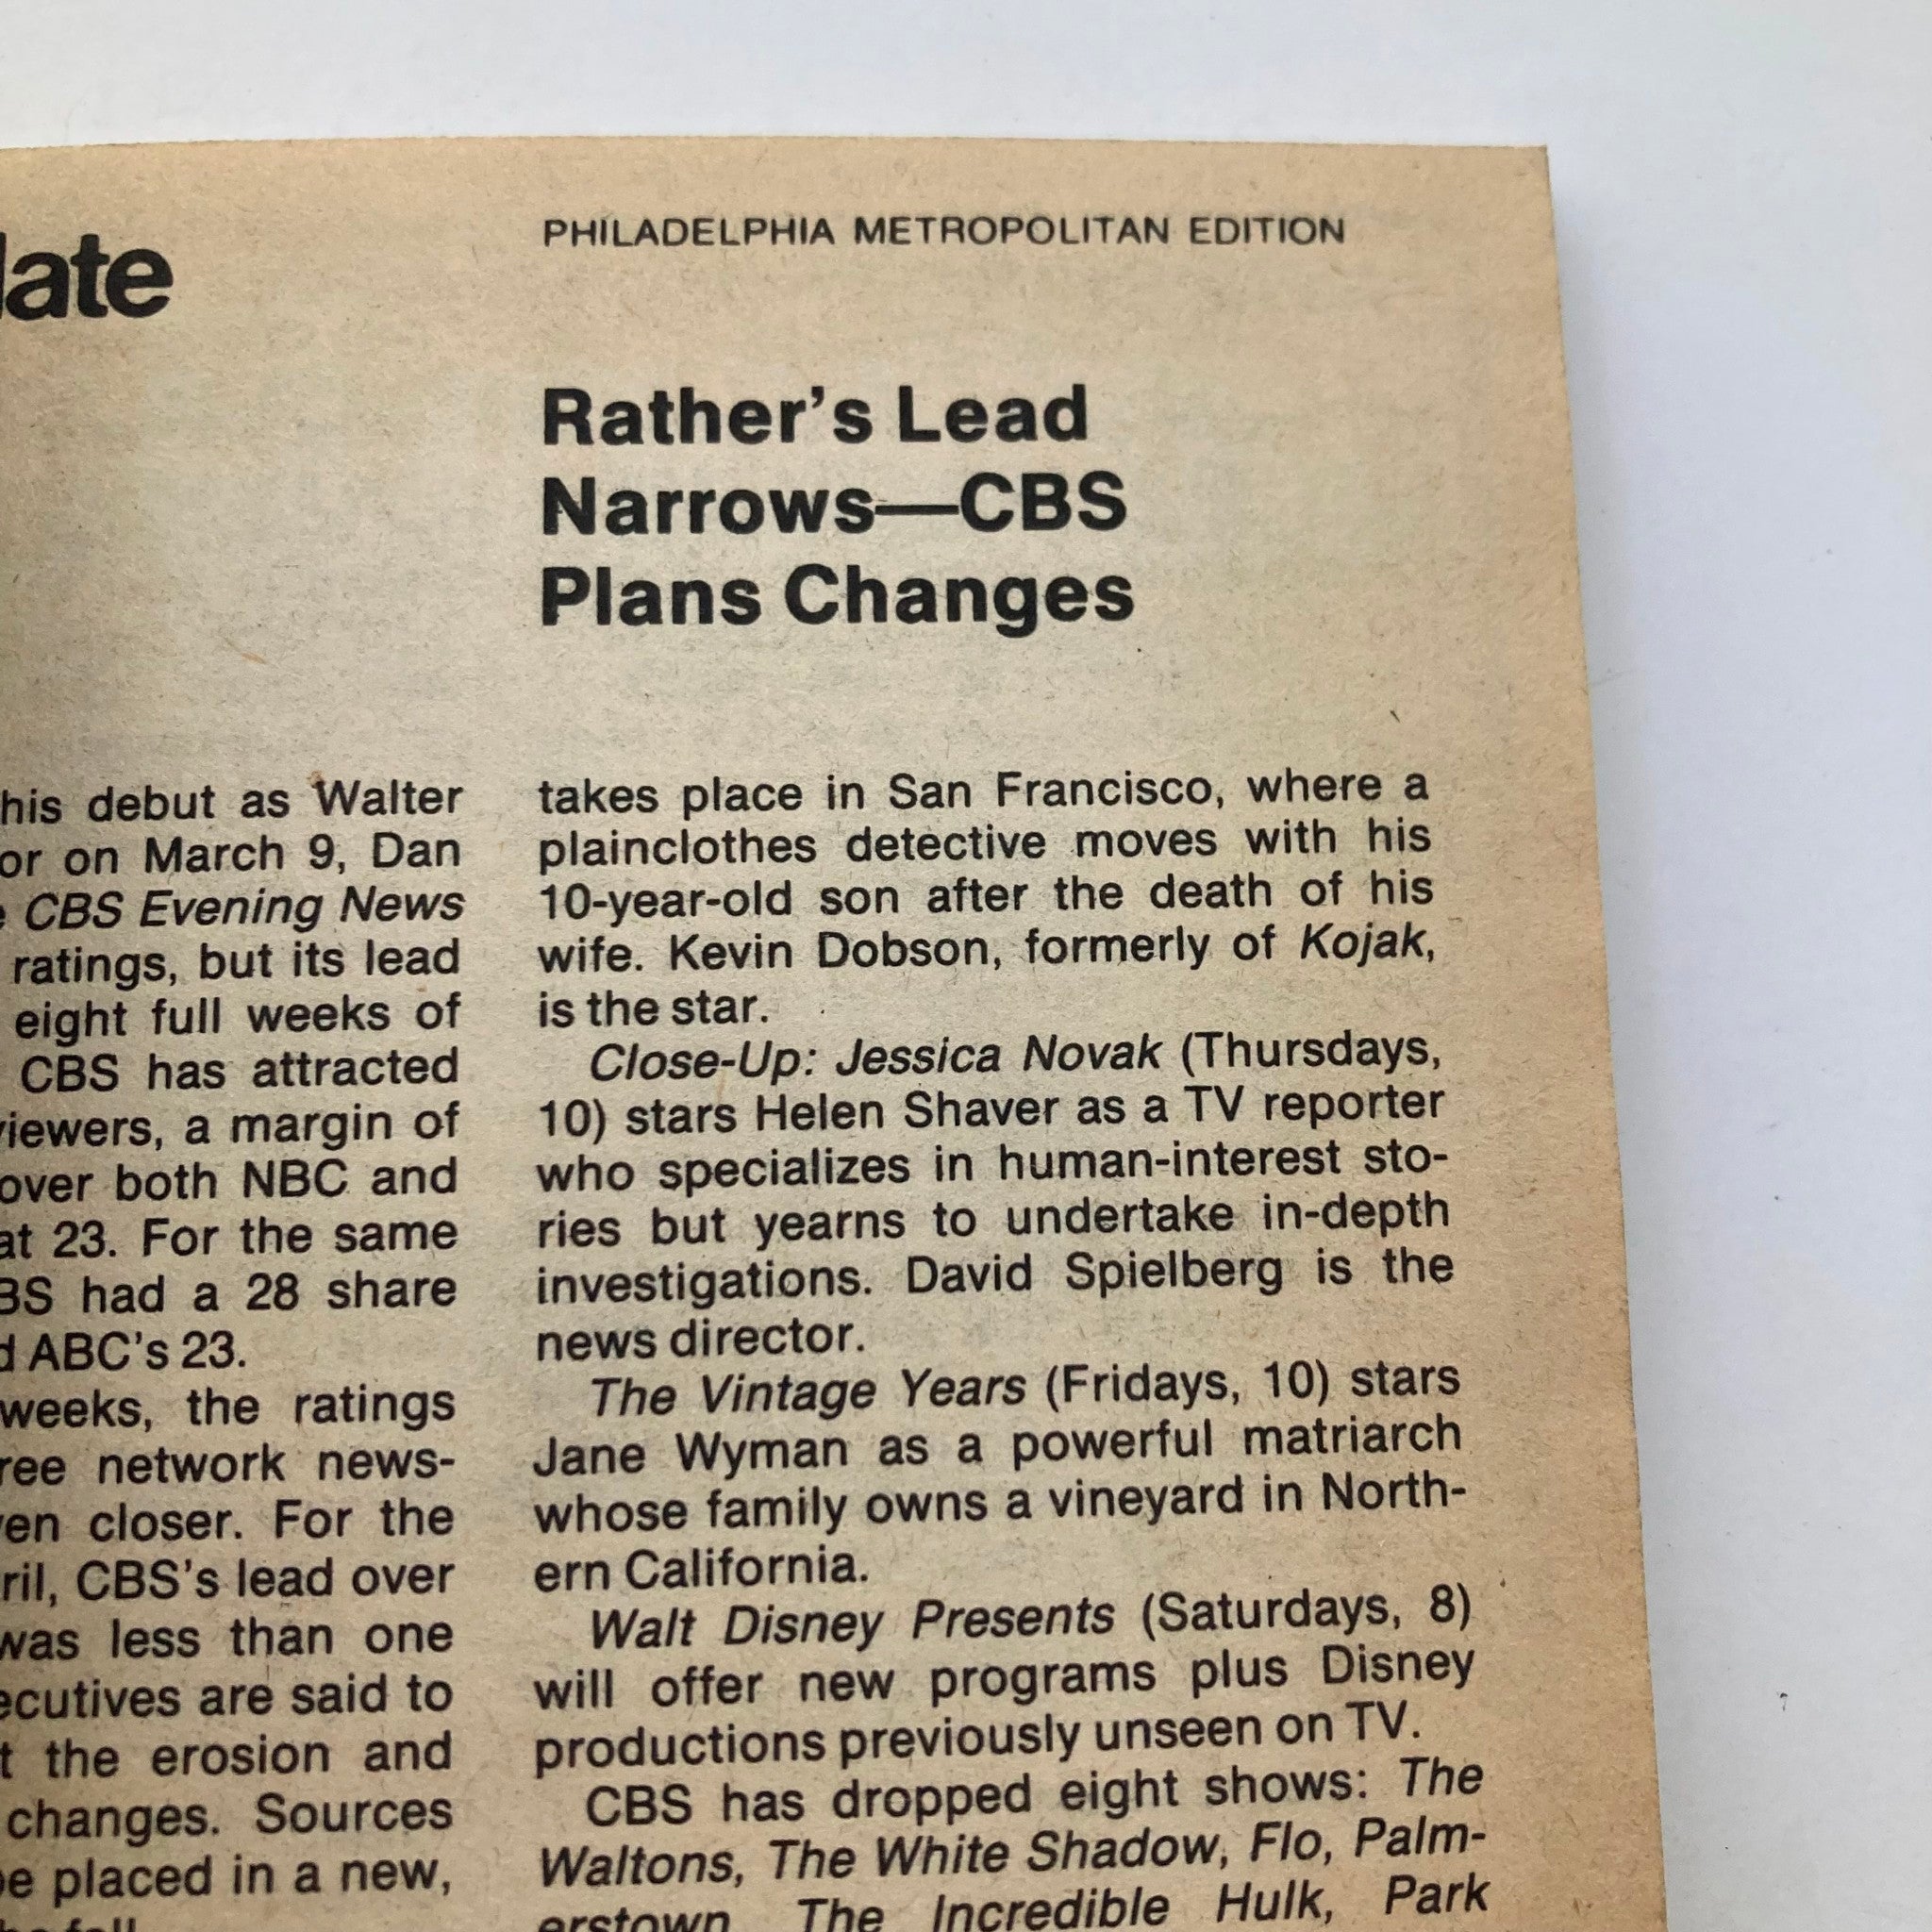 PHILADELPHIA METROPOLITAN EDITION
Rather's Lead
Narrows—CBS
Plans Changes
his debut as Walter
or on March 9, Dan
CBS Evening News
ratings, but its lead
eight full weeks of
CBS has attracted
viewers, a margin of
over both NBC and
at 23. For the same
BS had a 28 share
d ABC's 23.
weeks, the ratings
ree network news-
ven closer. For the
ril, CBS's lead over
was less than one
ecutives are said to
t the erosion and
changes. Sources
be placed in a new,
takes place in San Francisco, where a
plainclothes detective moves with his
10-year-old son after the death of his
wife. Kevin Dobson, formerly of Kojak,
is the star.
Close-Up: Jessica Novak (Thursdays,
10) stars Helen Shaver as a TV reporter
who specializes in human-interest sto-
ries but yearns to undertake in-depth
investigations. David Spielberg is the
news director.
The Vintage Years (Fridays, 10) stars
Jane Wyman as a powerful matriarch
whose family owns a vineyard in North-
ern California.
Walt Disney Presents (Saturdays, 8)
will offer new programs plus Disney
productions previously unseen on TV.
CBS has dropped eight shows: The
Waltons, The White Shadow, Flo, Palm-
erstown, The Incredible Hulk, Park